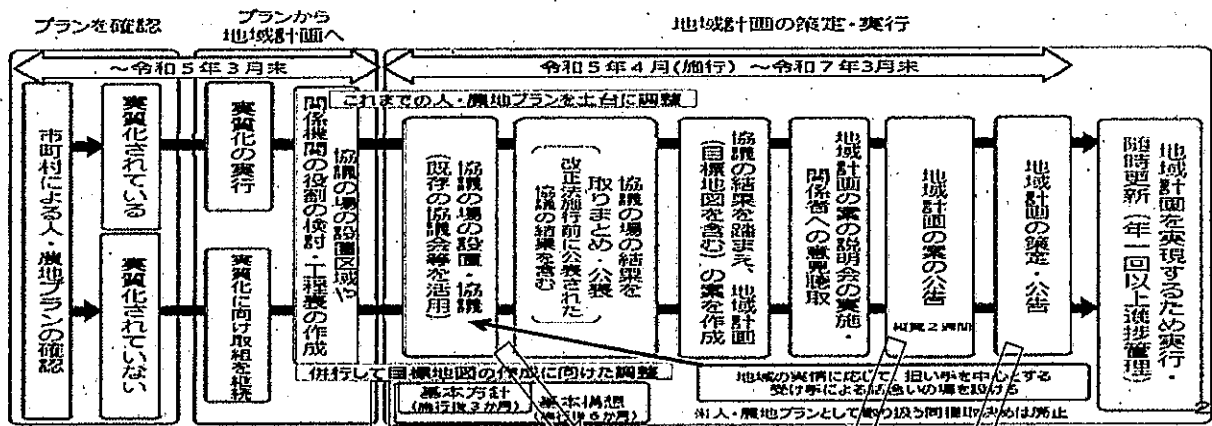 プランを確認
プランから
地域計画へ
地域計画の策定・実行
～令和5年3月末
令和5年4月(施行)～令和7年3月末
市町村による人・農地プランの確認
実質化されている
実質化されていない
実質化の実行
実質化に向け取組を継続
協議の場の設置区域や
関係機関の役割の検討・工程表の作成
これまでの人・農地プランを土台に調整
協議の場の設置・協議
(既存の協議会等を活用)
協議の場の結果を
取りまとめ・公表
改正法施行前に公表された
協議の結果を含む
協議の結果を踏まえ、地域計画
(目標地図を含む)の案を作成
地域計画の案の説明会の実施・
関係者への意見聴取
地域計画の案の公告
縦覧2週間
地域計画の策定・公告
地域計画を実現するため実行・
随時更新(年一回以上進捗管理)
併行して目標地図の作成に向けた調整
基本方針
(施行後3か月)
基本構想
(施行後6か月)
地域の実情に応じて、担い手を中心とする
受け手による話合いの場を設ける
人・農地プランとして取り扱う同種取決めは廃止
2